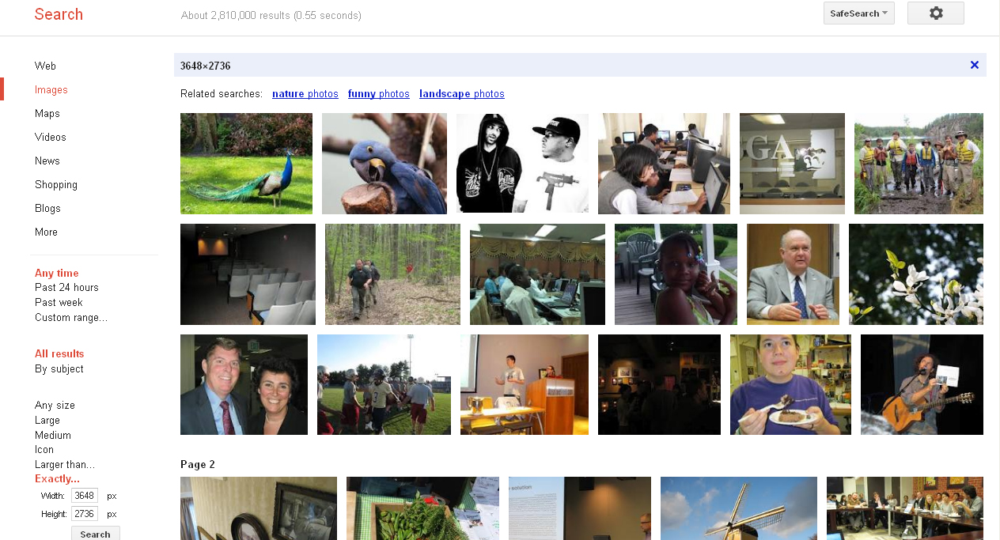 Search
About 2,810,000 results (0.55 seconds)
SafeSearch
Web
Images
Maps
Videos
News
Shopping
Blogs
More
Any time
Past 24 hours
Past week
Custom range...
All results
By subject
Any size
Large
Medium
Icon
Larger than...
Exactly...
Width: 3648 px
Height: 2736 px
Search
3648×2736
Related searches: nature photos funny photos landscape photos
GA
Page 2